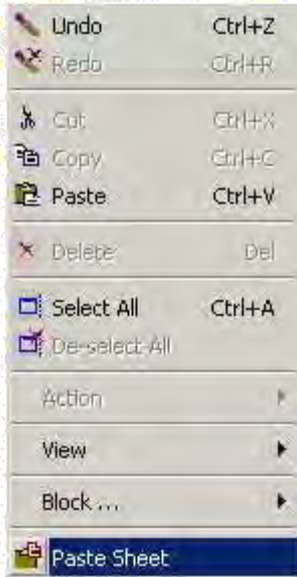 Undo Ctrl+Z
Redo Ctrl+R
Cut Ctrl+X
Copy Ctrl+C
Paste Ctrl+V
Delete Del
Select All Ctrl+A
De-select All
Action
View
Block ...
Paste Sheet